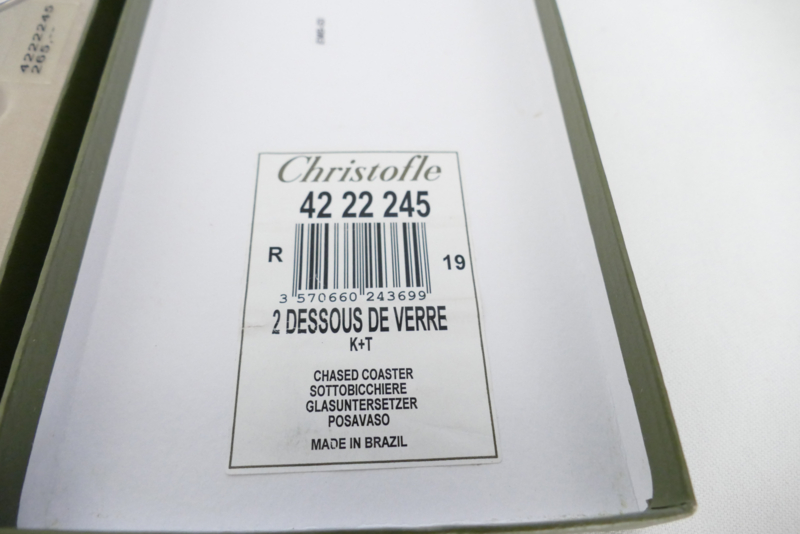 4222245
265,-
Christofle
42 22 245
R
19
3 570660 243699
2 DESSOUS DE VERRE
K+T
CHASED COASTER
SOTTOBICCHIERE
GLASUNTERSETZER
POSAVASO
MADE IN BRAZIL